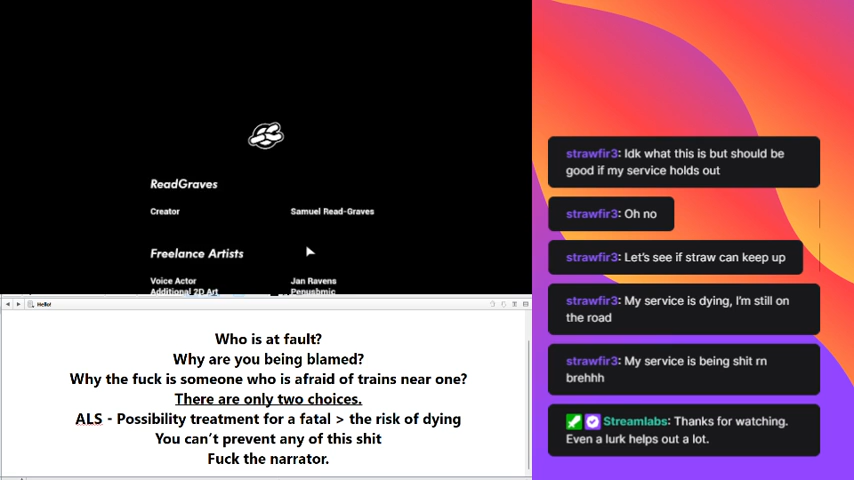 ReadGraves
Creator Samuel Read-Graves
Freelance Artists
Voice Actor Jan Ravens
Additional 2D Art Penushmic
Hello!
Who is at fault?
Why are you being blamed?
Why the fuck is someone who is afraid of trains near one?
There are only two choices.
ALS - Possibility treatment for a fatal > the risk of dying
You can't prevent any of this shit
Fuck the narrator.
strawfir3: Idk what this is but should be
good if my service holds out
strawfir3: Oh no
strawfir3: Let's see if straw can keep up
strawfir3: My service is dying, I'm still on
the road
strawfir3: My service is being shit rn
brehhh
Streamlabs: Thanks for watching.
Even a lurk helps out a lot.